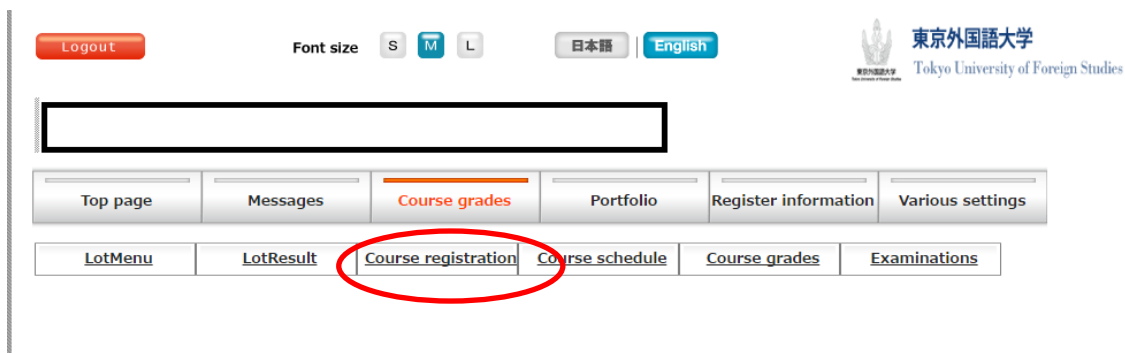 Logout Font size S M L 日本語 English 東京外国語大学
Tokyo University of Foreign Studies
Top page Messages Course grades Portfolio Register information Various settings
LotMenu LotResult Course registration Course schedule Course grades Examinations